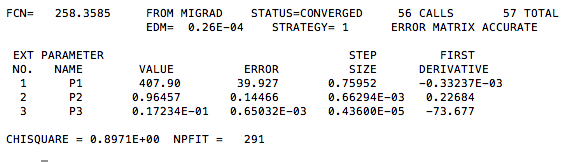 FCN= 258.3585 FROM MIGRAD STATUS=CONVERGED 56 CALLS 57 TOTAL
EDM= 0.26E-04 STRATEGY= 1 ERROR MATRIX ACCURATE
EXT PARAMETER STEP FIRST
NO. NAME VALUE ERROR SIZE DERIVATIVE
1 P1 407.90 39.927 0.75952 -0.33237E-03
2 P2 0.96457 0.14466 0.66294E-03 0.22684
3 P3 0.17234E-01 0.65032E-03 0.43600E-05 -73.677
CHISQUARE = 0.8971E+00 NPFIT = 291